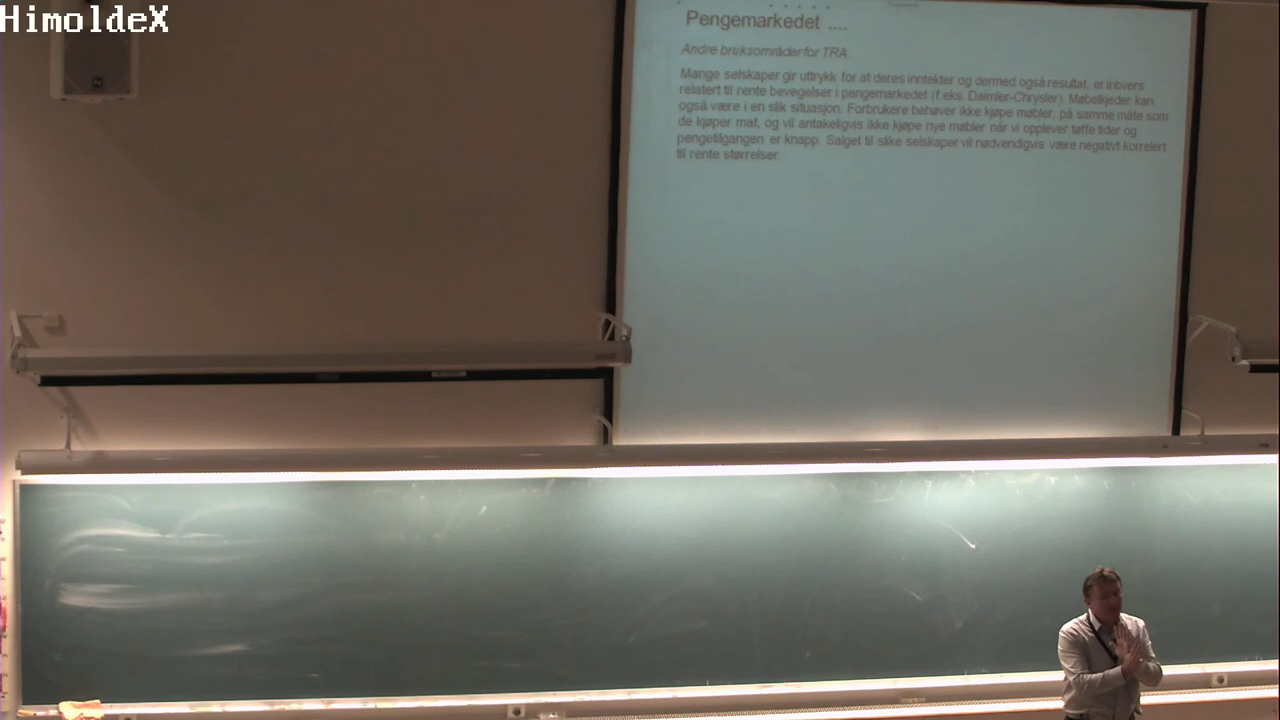 HimoldeX
Pengemarkedet ....
Andre bruksområder for TRA
Mange selskaper gir uttrykk for at deres inntekter og dermed også resultat, er inbvers
relatert til rente bevegelser i pengemarkedet (f.eks. Daimler-Chrysler). Møbelkjeder kan
også være i en slik situasjon. Forbrukere behøver ikke kjøpe møbler, på samme måte som
de kjøper mat, og vil antakeligvis ikke kjøpe nye møbler når vi opplever tøffe tider og
pengetilgangen er knapp. Salget til slike selskaper vil nødvendigvis være negativt korrelert
til rente størrelser.